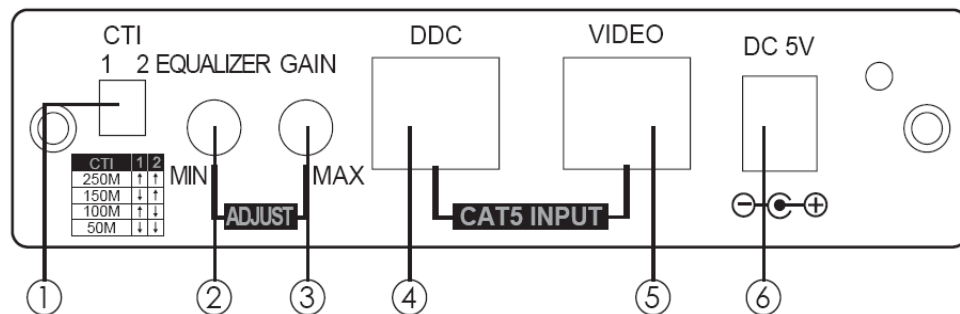 CTI
1 2 EQUALIZER GAIN
DDC
VIDEO
DC 5V
CTI 1 2
250M ↑ ↑
150M ↓ ↑
100M ↑ ↓
50M ↓ ↓
MIN
MAX
ADJUST
CAT5 INPUT
① ② ③ ④ ⑤ ⑥